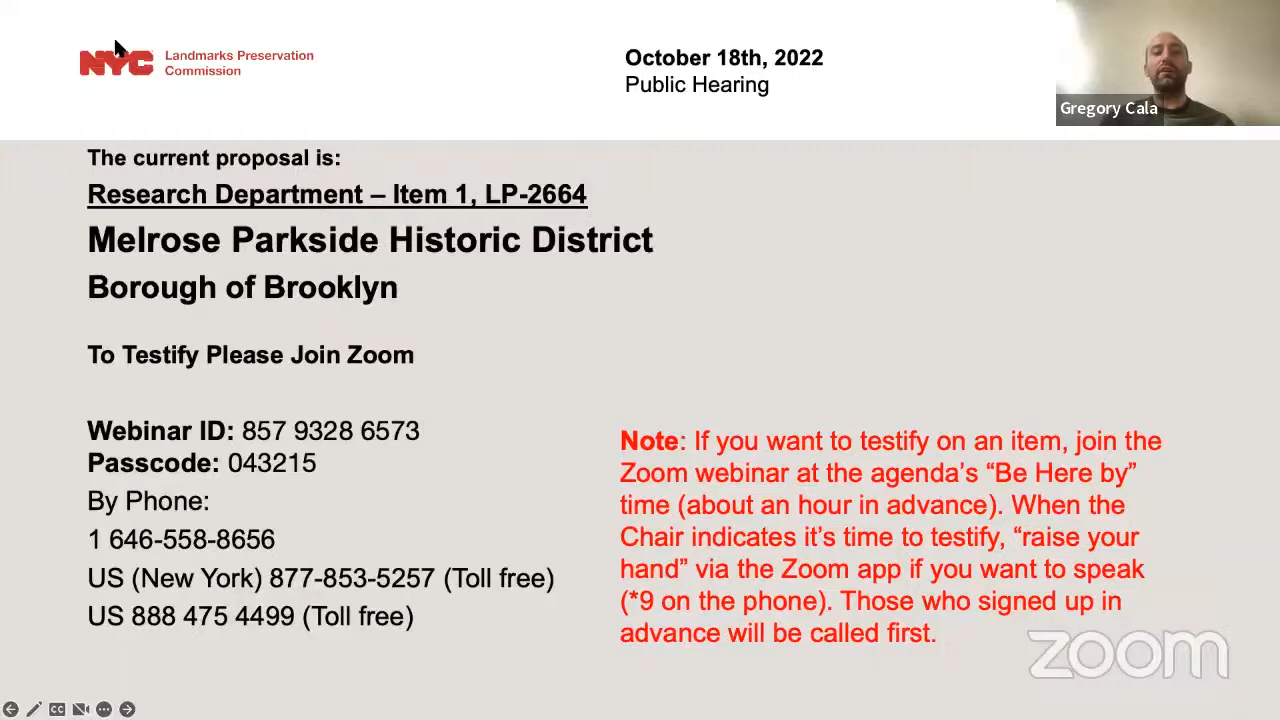 NYC
Landmarks Preservation
Commission
October 18th, 2022
Public Hearing
Gregory Cala
The current proposal is:
Research Department – Item 1, LP-2664
Melrose Parkside Historic District
Borough of Brooklyn
To Testify Please Join Zoom
Webinar ID: 857 9328 6573
Passcode: 043215
By Phone:
1 646-558-8656
US (New York) 877-853-5257 (Toll free)
US 888 475 4499 (Toll free)
Note: If you want to testify on an item, join the
Zoom webinar at the agenda’s “Be Here by”
time (about an hour in advance). When the
Chair indicates it’s time to testify, “raise your
hand” via the Zoom app if you want to speak
(*9 on the phone). Those who signed up in
advance will be called first.
zoom
CC